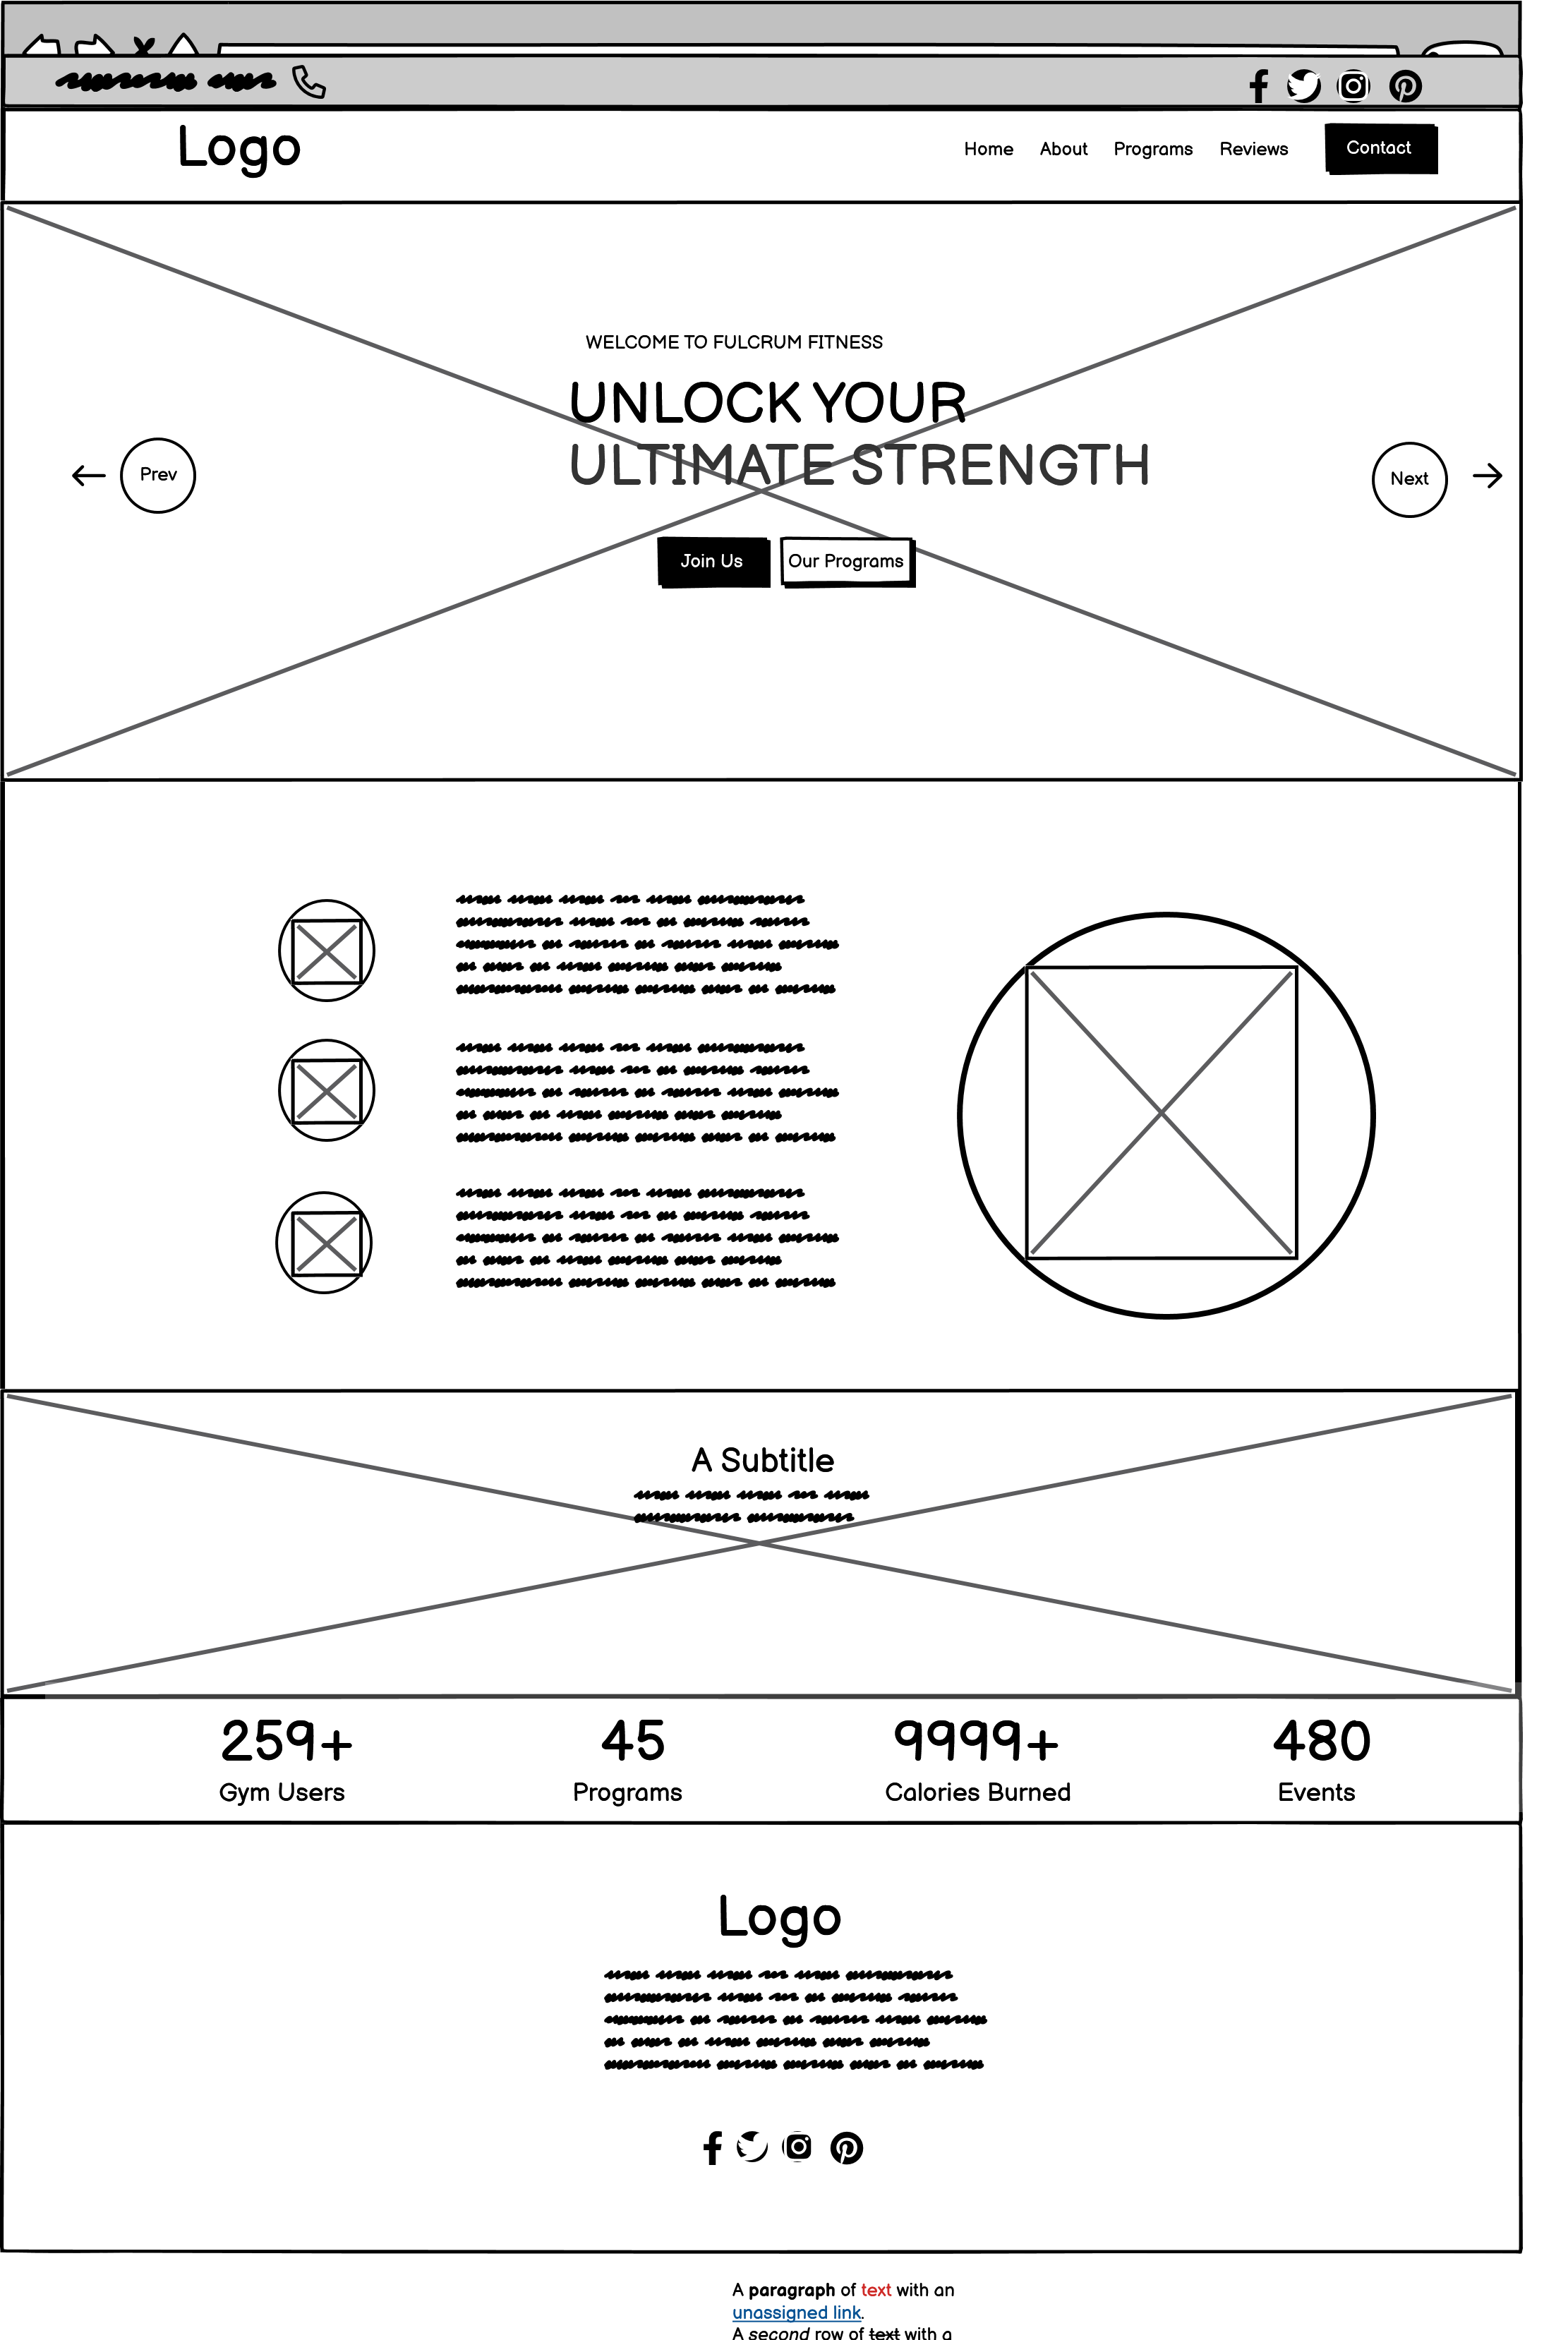 Logo
Home About Programs Reviews Contact
WELCOME TO FULCRUM FITNESS
UNLOCK YOUR
ULTIMATE STRENGTH
Prev
Next
Join Us Our Programs
A Subtitle
259+ 45 9999+ 480
Gym Users Programs Calories Burned Events
Logo
A paragraph of text with an
unassigned link.
A second row of text with a